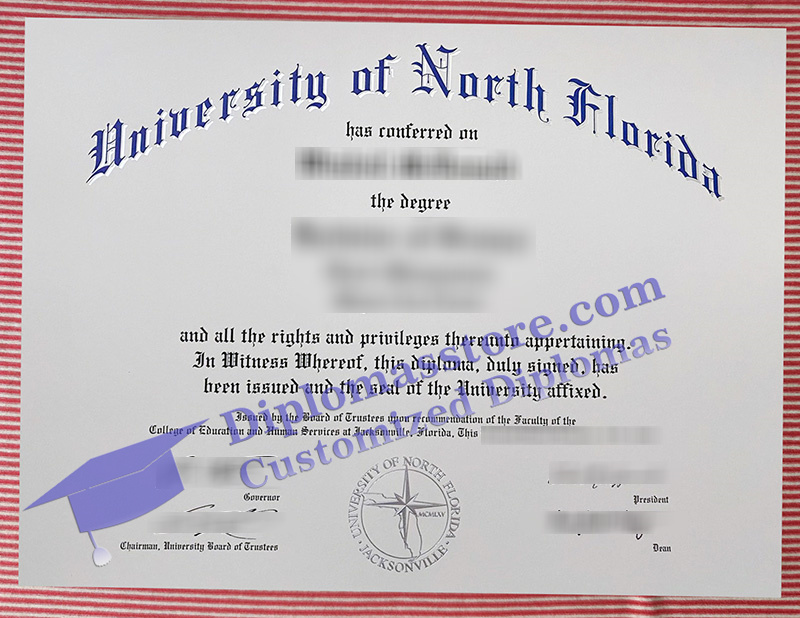 University of North Florida
has conferred on
the degree
and all the rights and privileges thereunto appertaining.
In Witness Whereof, this diploma, duly signed, has
been issued and the seal of the University affixed.
Issued by the Board of Trustees upon recommendation of the Faculty of the
College of Education and Human Services at Jacksonville, Florida, This
Diplomasstore.com
Customized Diplomas
Governor
President
Chairman, University Board of Trustees
Dean
UNIVERSITY OF NORTH FLORIDA
MCMLXV
JACKSONVILLE